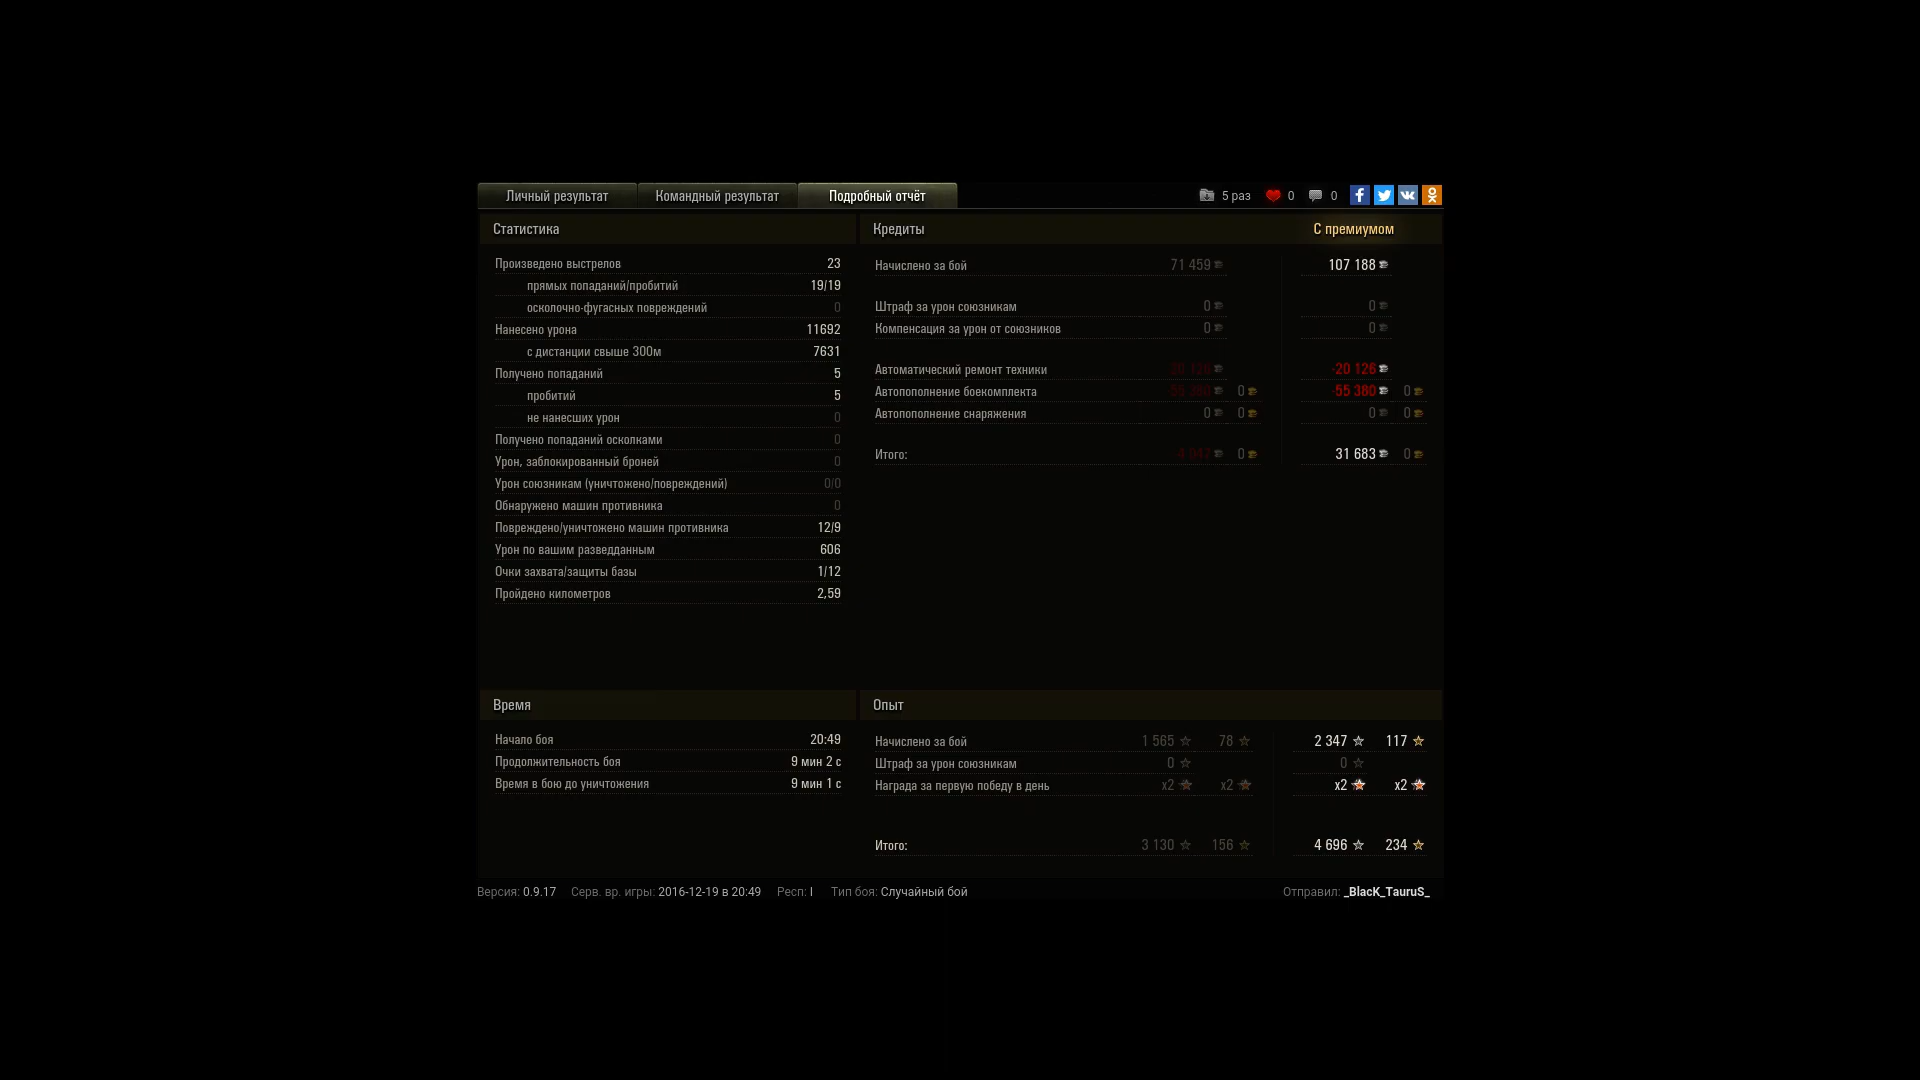 Личный результат Командный результат Подробный отчёт 5 раз 0 0
Статистика
Произведено выстрелов 23
прямых попаданий/пробитий 19/19
осколочно-фугасных повреждений 0
Нанесено урона 11692
с дистанции свыше 300м 7631
Получено попаданий 5
пробитий 5
не нанесших урон 0
Получено попаданий осколками 0
Урон, заблокированный броней 0
Урон союзникам (уничтожено/повреждений) 0/0
Обнаружено машин противника 0
Повреждено/уничтожено машин противника 12/9
Урон по вашим разведданным 606
Очки захвата/защиты базы 1/12
Пройдено километров 2,59
Кредиты С премиумом
Начислено за бой 71 459 107 188
Штраф за урон союзникам 0 0
Компенсация за урон от союзников 0 0
Автоматический ремонт техники -20 126 -20 126
Автопополнение боекомплекта -55 380 0 -55 380 0
Автопополнение снаряжения 0 0 0 0
Итого: -4 047 0 31 683 0
Время
Начало боя 20:49
Продолжительность боя 9 мин 2 с
Время в бою до уничтожения 9 мин 1 с
Опыт
Начислено за бой 1 565 78 2 347 117
Штраф за урон союзникам 0 0
Награда за первую победу в день x2 x2 x2 x2
Итого: 3 130 156 4 696 234
Версия: 0.9.17 Серв. вр. игры: 2016-12-19 в 20:49 Респ: I Тип боя: Случайный бой Отправил: _BlacK_TauruS_